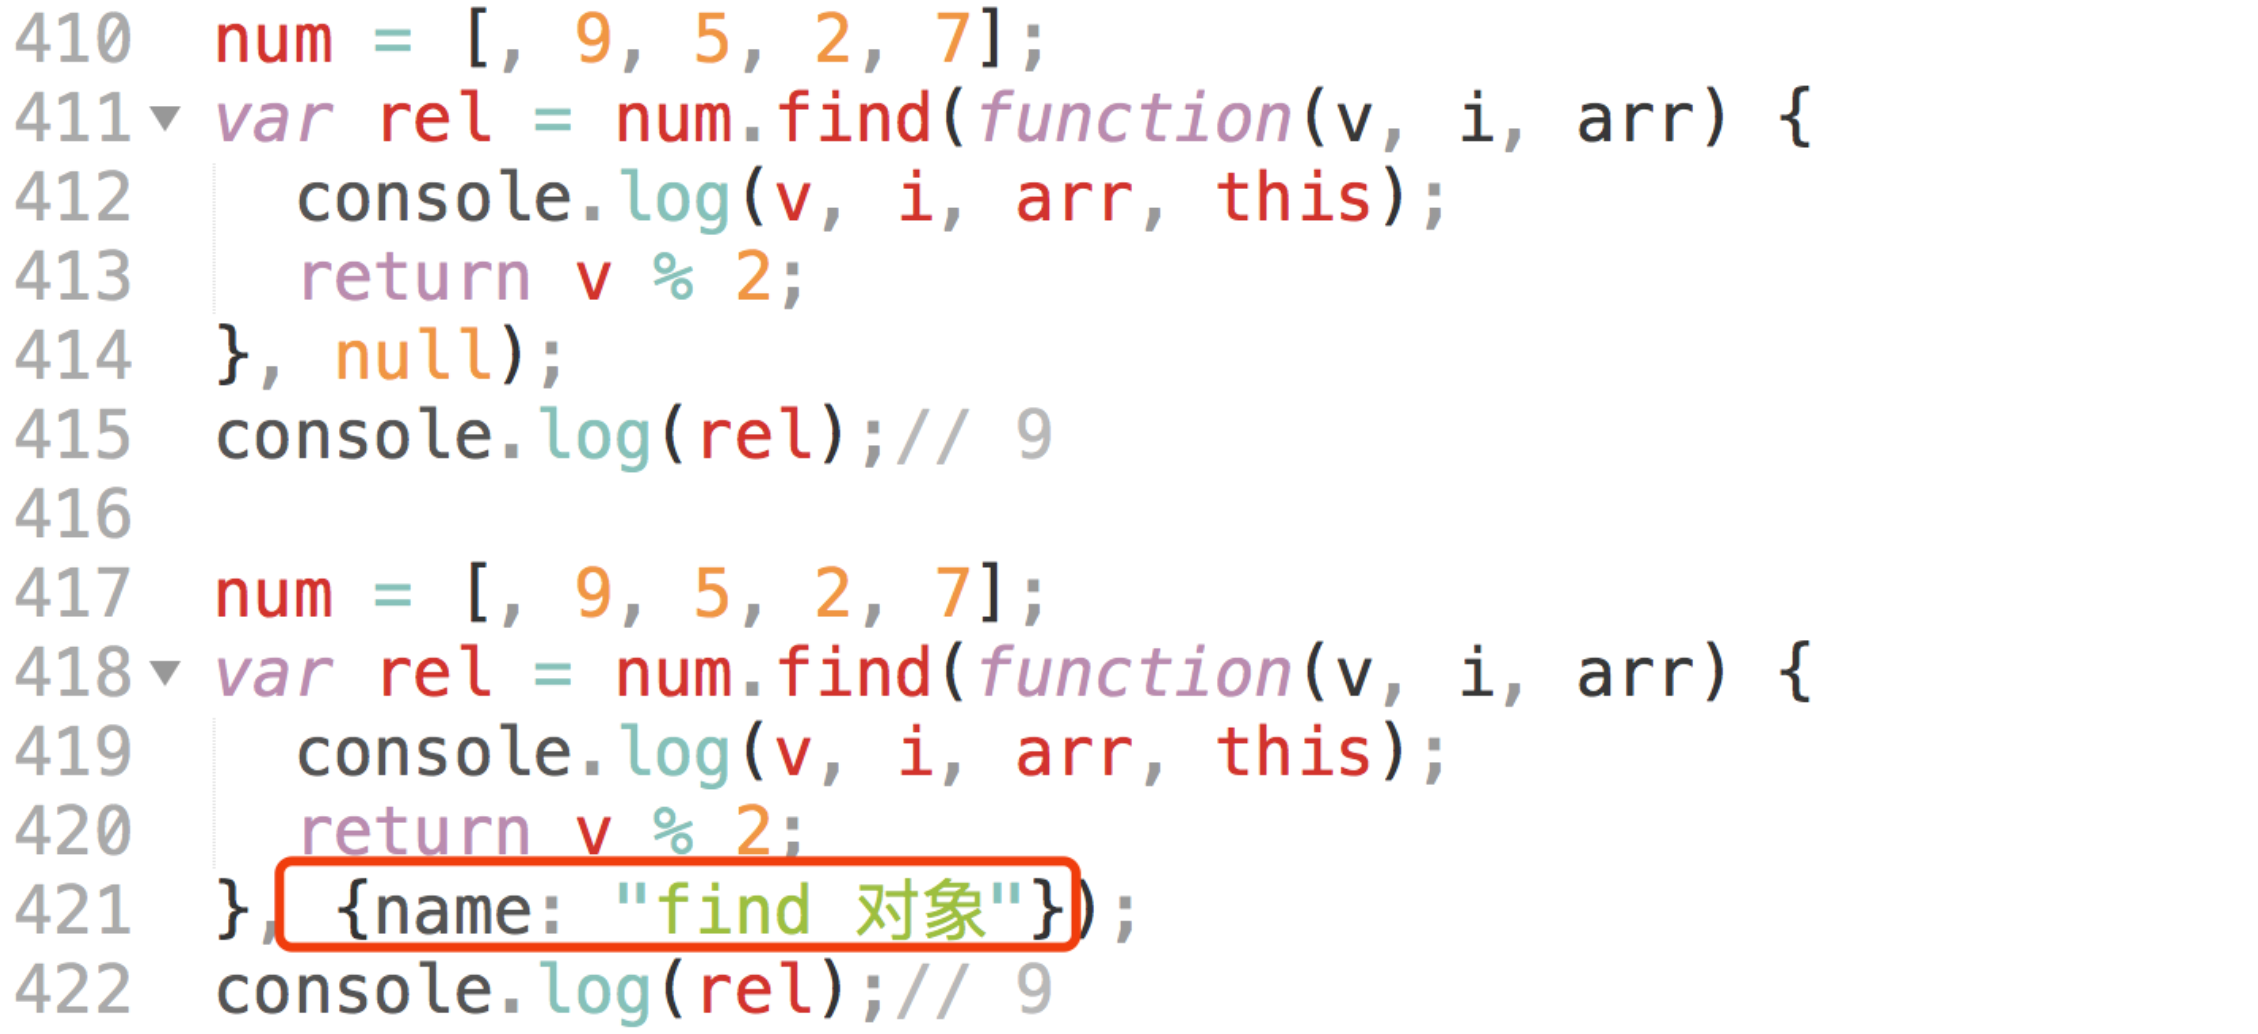 410 num = [, 9, 5, 2, 7];
411 ▼ var rel = num.find(function(v, i, arr) {
412 console.log(v, i, arr, this);
413 return v % 2;
414 }, null);
415 console.log(rel);// 9
416
417 num = [, 9, 5, 2, 7];
418 ▼ var rel = num.find(function(v, i, arr) {
419 console.log(v, i, arr, this);
420 return v % 2;
421 }, {name: "find 对象"});
422 console.log(rel);// 9